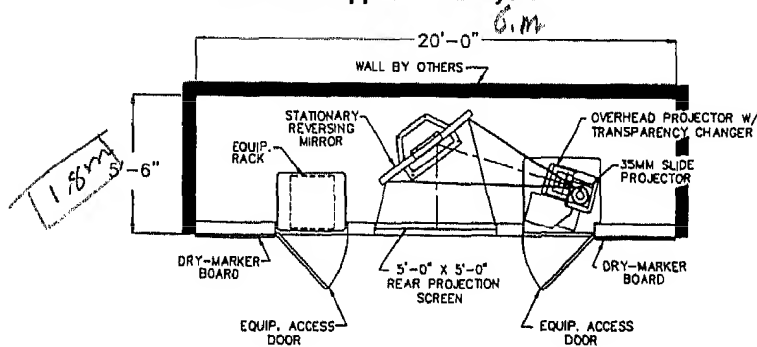 6.m
20'-0"
WALL BY OTHERS
STATIONARY
REVERSING
MIRROR
OVERHEAD PROJECTOR W/
TRANSPARENCY CHANGER
EQUIP.
RACK
35MM SLIDE
PROJECTOR
1.8m
5'-6"
DRY-MARKER
BOARD
5'-0" X 5'-0"
REAR PROJECTION
SCREEN
DRY-MARKER
BOARD
EQUIP. ACCESS
DOOR
EQUIP. ACCESS
DOOR